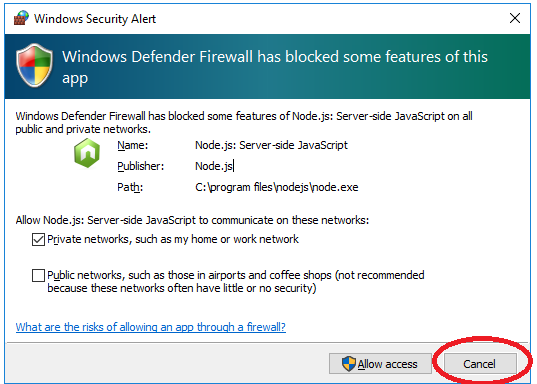 Windows Security Alert
Windows Defender Firewall has blocked some features of this
app
Windows Defender Firewall has blocked some features of Node.js: Server-side JavaScript on all
public and private networks.
Name: Node.js: Server-side JavaScript
Publisher: Node.js
Path: C:\program files\nodejs\node.exe
Allow Node.js: Server-side JavaScript to communicate on these networks:
Private networks, such as my home or work network
Public networks, such as those in airports and coffee shops (not recommended
because these networks often have little or no security)
What are the risks of allowing an app through a firewall?
Allow access Cancel